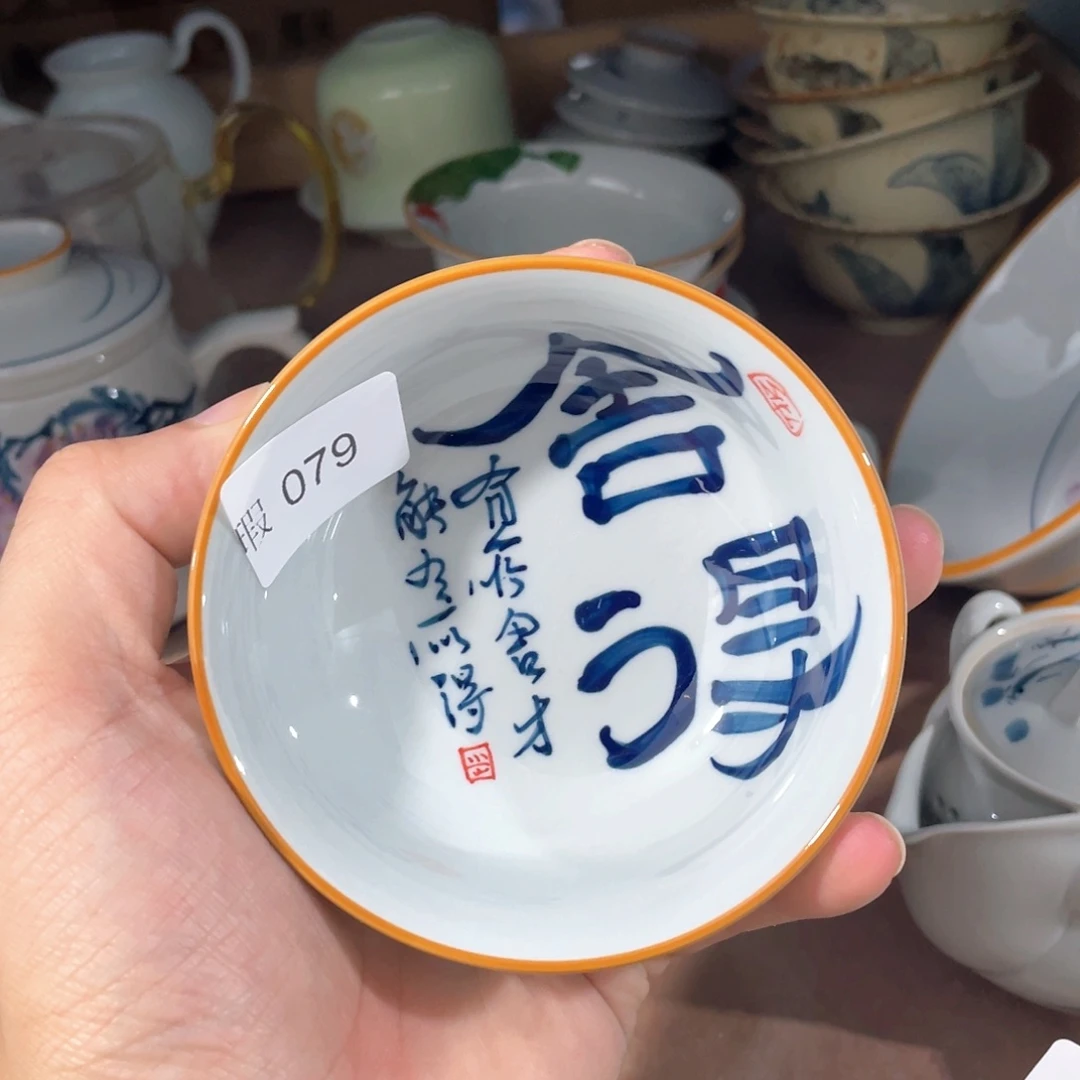 舍得
有所舍才
能有所得
瑕 079